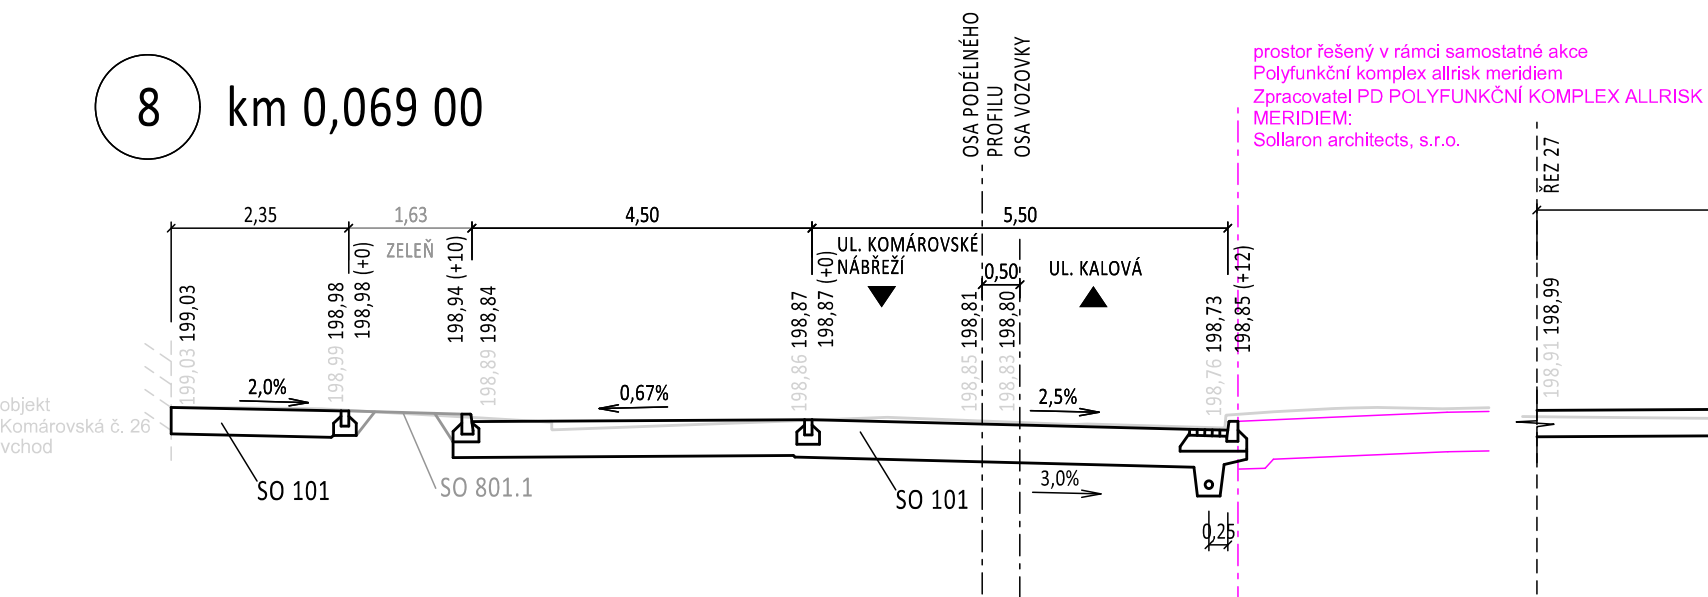 8
km 0,069 00
OSA PODÉLNÉHO
PROFILU
OSA VOZOVKY
prostor řešený v rámci samostatné akce
Polyfunkční komplex allrisk meridiem
Zpracovatel PD POLYFUNKČNÍ KOMPLEX ALLRISK
MERIDIEM:
Sollaron architects, s.r.o.
ŘEZ 27
2,35
1,63
4,50
5,50
ZELEŇ
UL. KOMÁROVSKÉ
NÁBŘEŽÍ
0,50
UL. KALOVÁ
199,03 199,03
198,99 198,98
198,98 (+0)
198,94 (+10)
198,89 198,84
198,86 198,87
198,87 (+0)
198,85 198,81
198,83 198,80
198,76 198,73
198,85 (+12)
198,91 198,99
2,0%
0,67%
2,5%
objekt
Komárovská č. 26
vchod
SO 101
SO 801.1
SO 101
3,0%
0,25